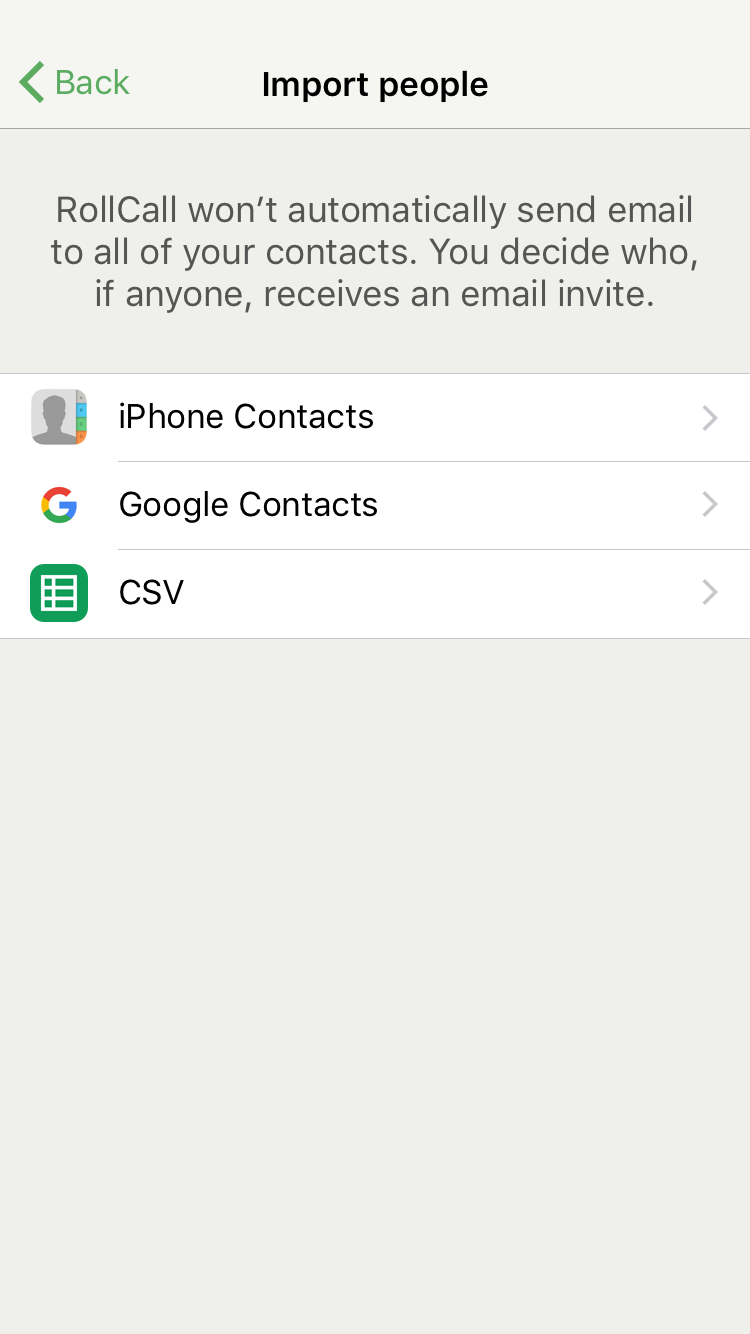 Back
Import people
RollCall won’t automatically send email
to all of your contacts. You decide who,
if anyone, receives an email invite.
iPhone Contacts
Google Contacts
CSV